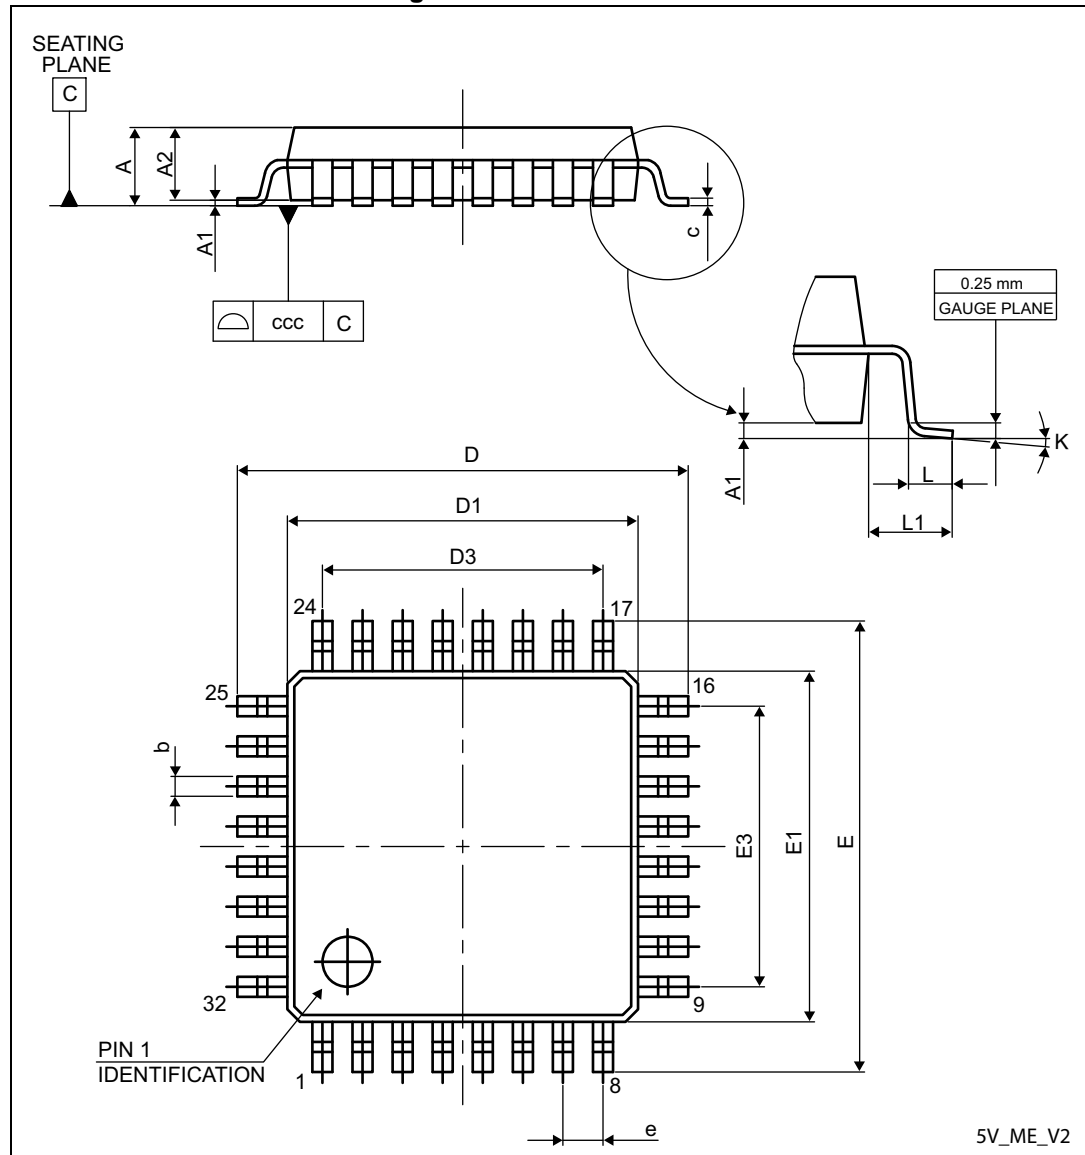 SEATING
PLANE
C
A
A2
A1
c
ccc
C
0.25 mm
GAUGE PLANE
K
A1
L
L1
D
D1
D3
24
17
25
16
b
E3
E1
E
32
9
PIN 1
IDENTIFICATION
1
8
e
5V_ME_V2